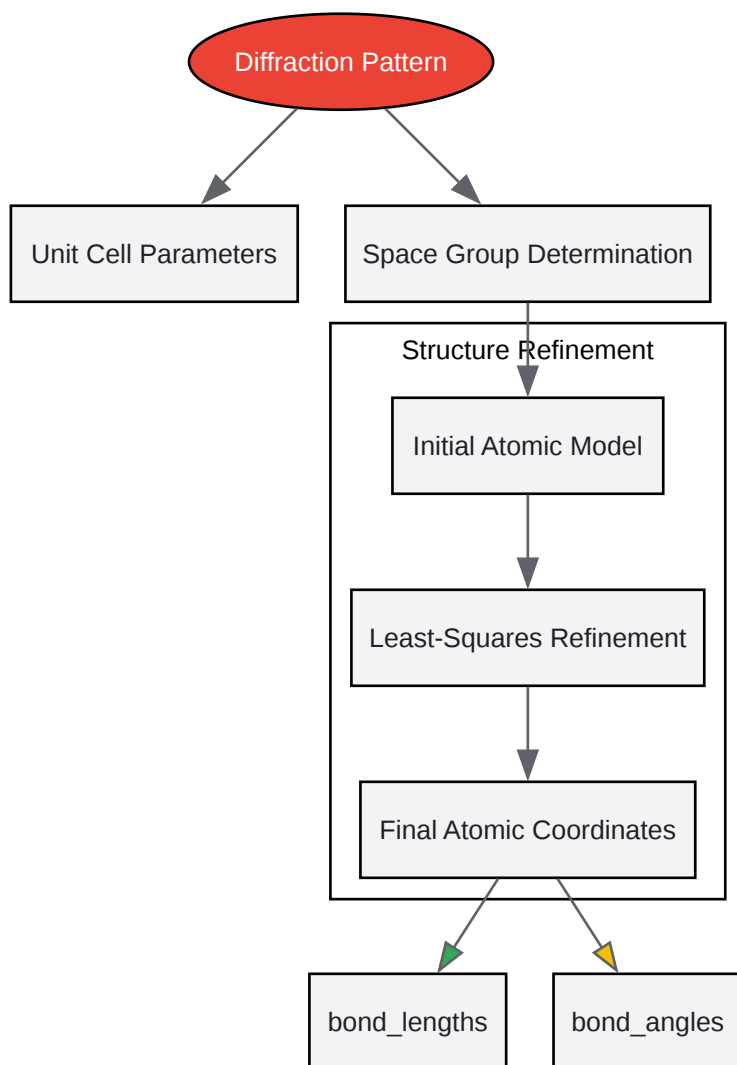 Diffraction Pattern
Unit Cell Parameters
Space Group Determination
Structure Refinement
Initial Atomic Model
Least-Squares Refinement
Final Atomic Coordinates
bond_lengths
bond_angles